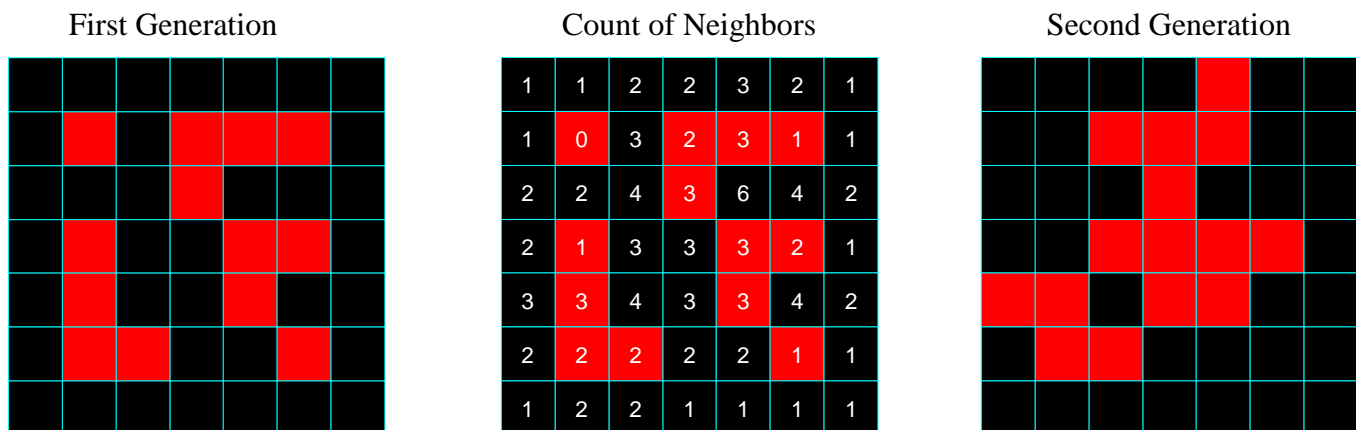 First Generation Count of Neighbors Second Generation
1 1 2 2 3 2 1
1 0 3 2 3 1 1
2 2 4 3 6 4 2
2 1 3 3 3 2 1
3 3 4 3 3 4 2
2 2 2 2 2 1 1
1 2 2 1 1 1 1